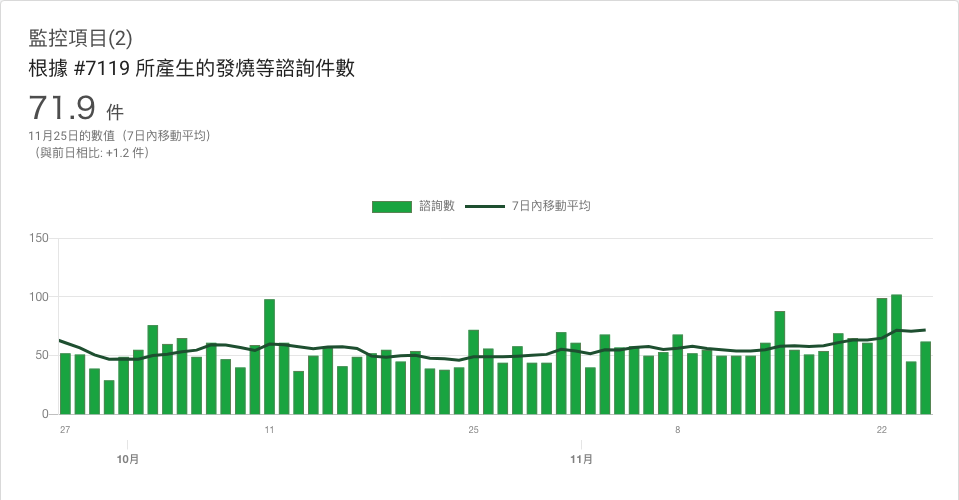 監控項目(2)
根據 #7119 所產生的發燒等諮詢件數
71.9 件
11月25日的數值（7日內移動平均）
（與前日相比: +1.2 件）
諮詢數 7日內移動平均
150
100
50
0
27 11 25 8 22
10月 11月